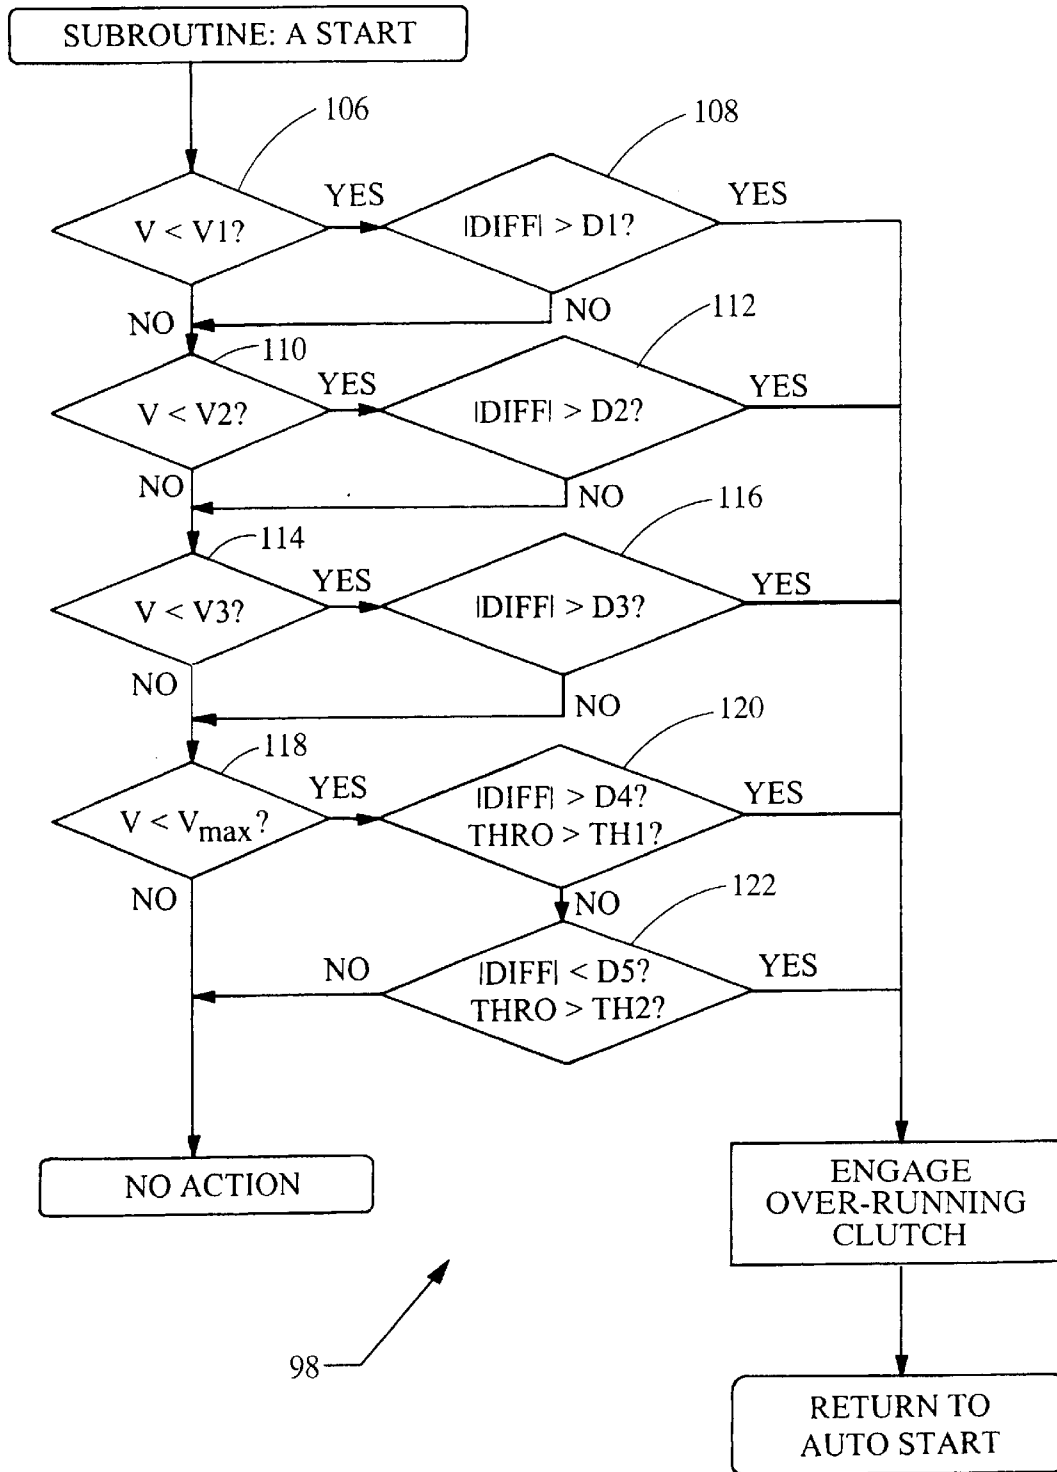 SUBROUTINE: A START
106
108
V < V1?
YES
|DIFF| > D1?
YES
NO
NO
110
112
V < V2?
YES
|DIFF| > D2?
YES
NO
NO
114
116
V < V3?
YES
|DIFF| > D3?
YES
NO
NO
118
120
V < Vmax?
YES
|DIFF| > D4?
THRO > TH1?
YES
NO
NO
122
NO
|DIFF| < D5?
THRO > TH2?
YES
NO ACTION
ENGAGE
OVER-RUNNING
CLUTCH
98
RETURN TO
AUTO START